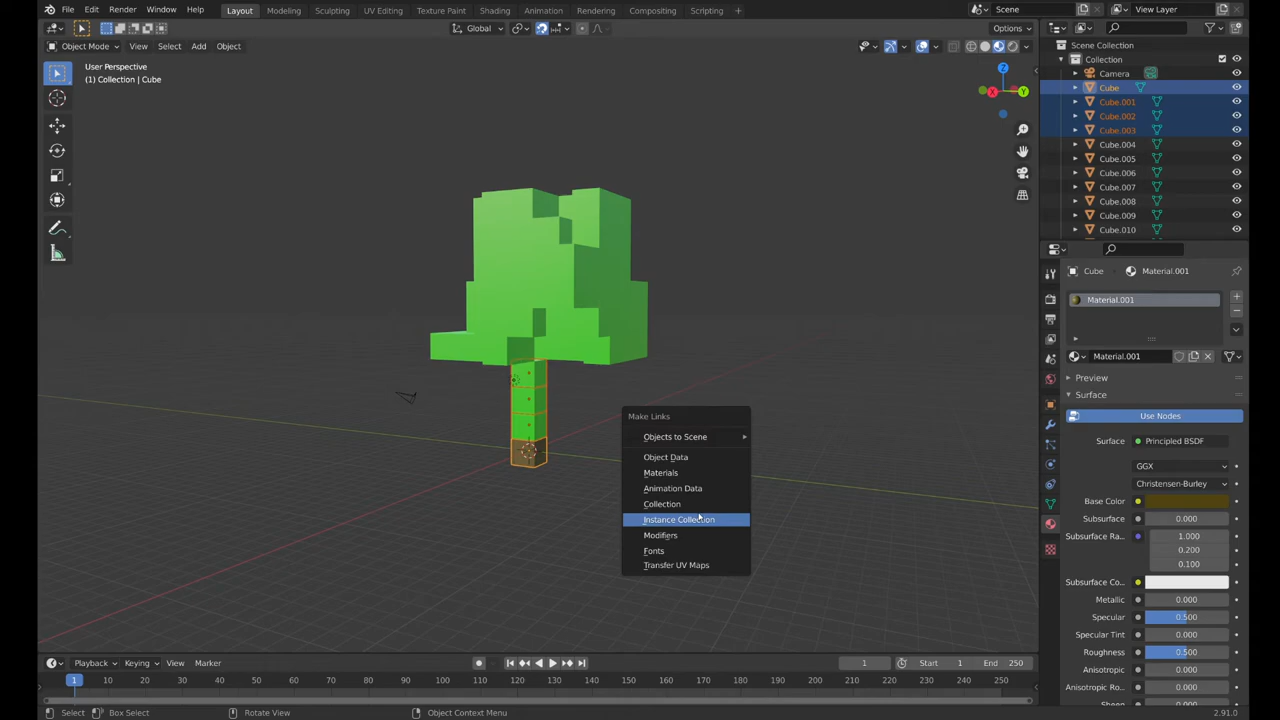 File Edit Render Window Help Layout Modeling Sculpting UV Editing Texture Paint Shading Animation Rendering Compositing Scripting + Scene View Layer
Object Mode View Select Add Object Global Options
User Perspective
(1) Collection | Cube
Z
X
Y
Scene Collection
Collection
Camera
Cube
Cube.001
Cube.002
Cube.003
Cube.004
Cube.005
Cube.006
Cube.007
Cube.008
Cube.009
Cube.010
Cube Material.001
Material.001
Material.001
Preview
Surface
Use Nodes
Surface Principled BSDF
GGX
Christensen-Burley
Base Color
Subsurface 0.000
Subsurface Ra... 1.000
0.200
0.100
Subsurface Co...
Metallic 0.000
Specular 0.500
Specular Tint 0.000
Roughness 0.500
Anisotropic 0.000
Anisotropic Ro... 0.000
Make Links
Objects to Scene
Object Data
Materials
Animation Data
Collection
Instance Collection
Modifiers
Fonts
Transfer UV Maps
Playback Keying View Marker 1 Start 1 End 250
1 10 20 30 40 50 60 70 80 90 100 110 120 130 140 150 160 170 180 190 200 210 220 230 240 250
Select Box Select Rotate View Object Context Menu 2.91.0